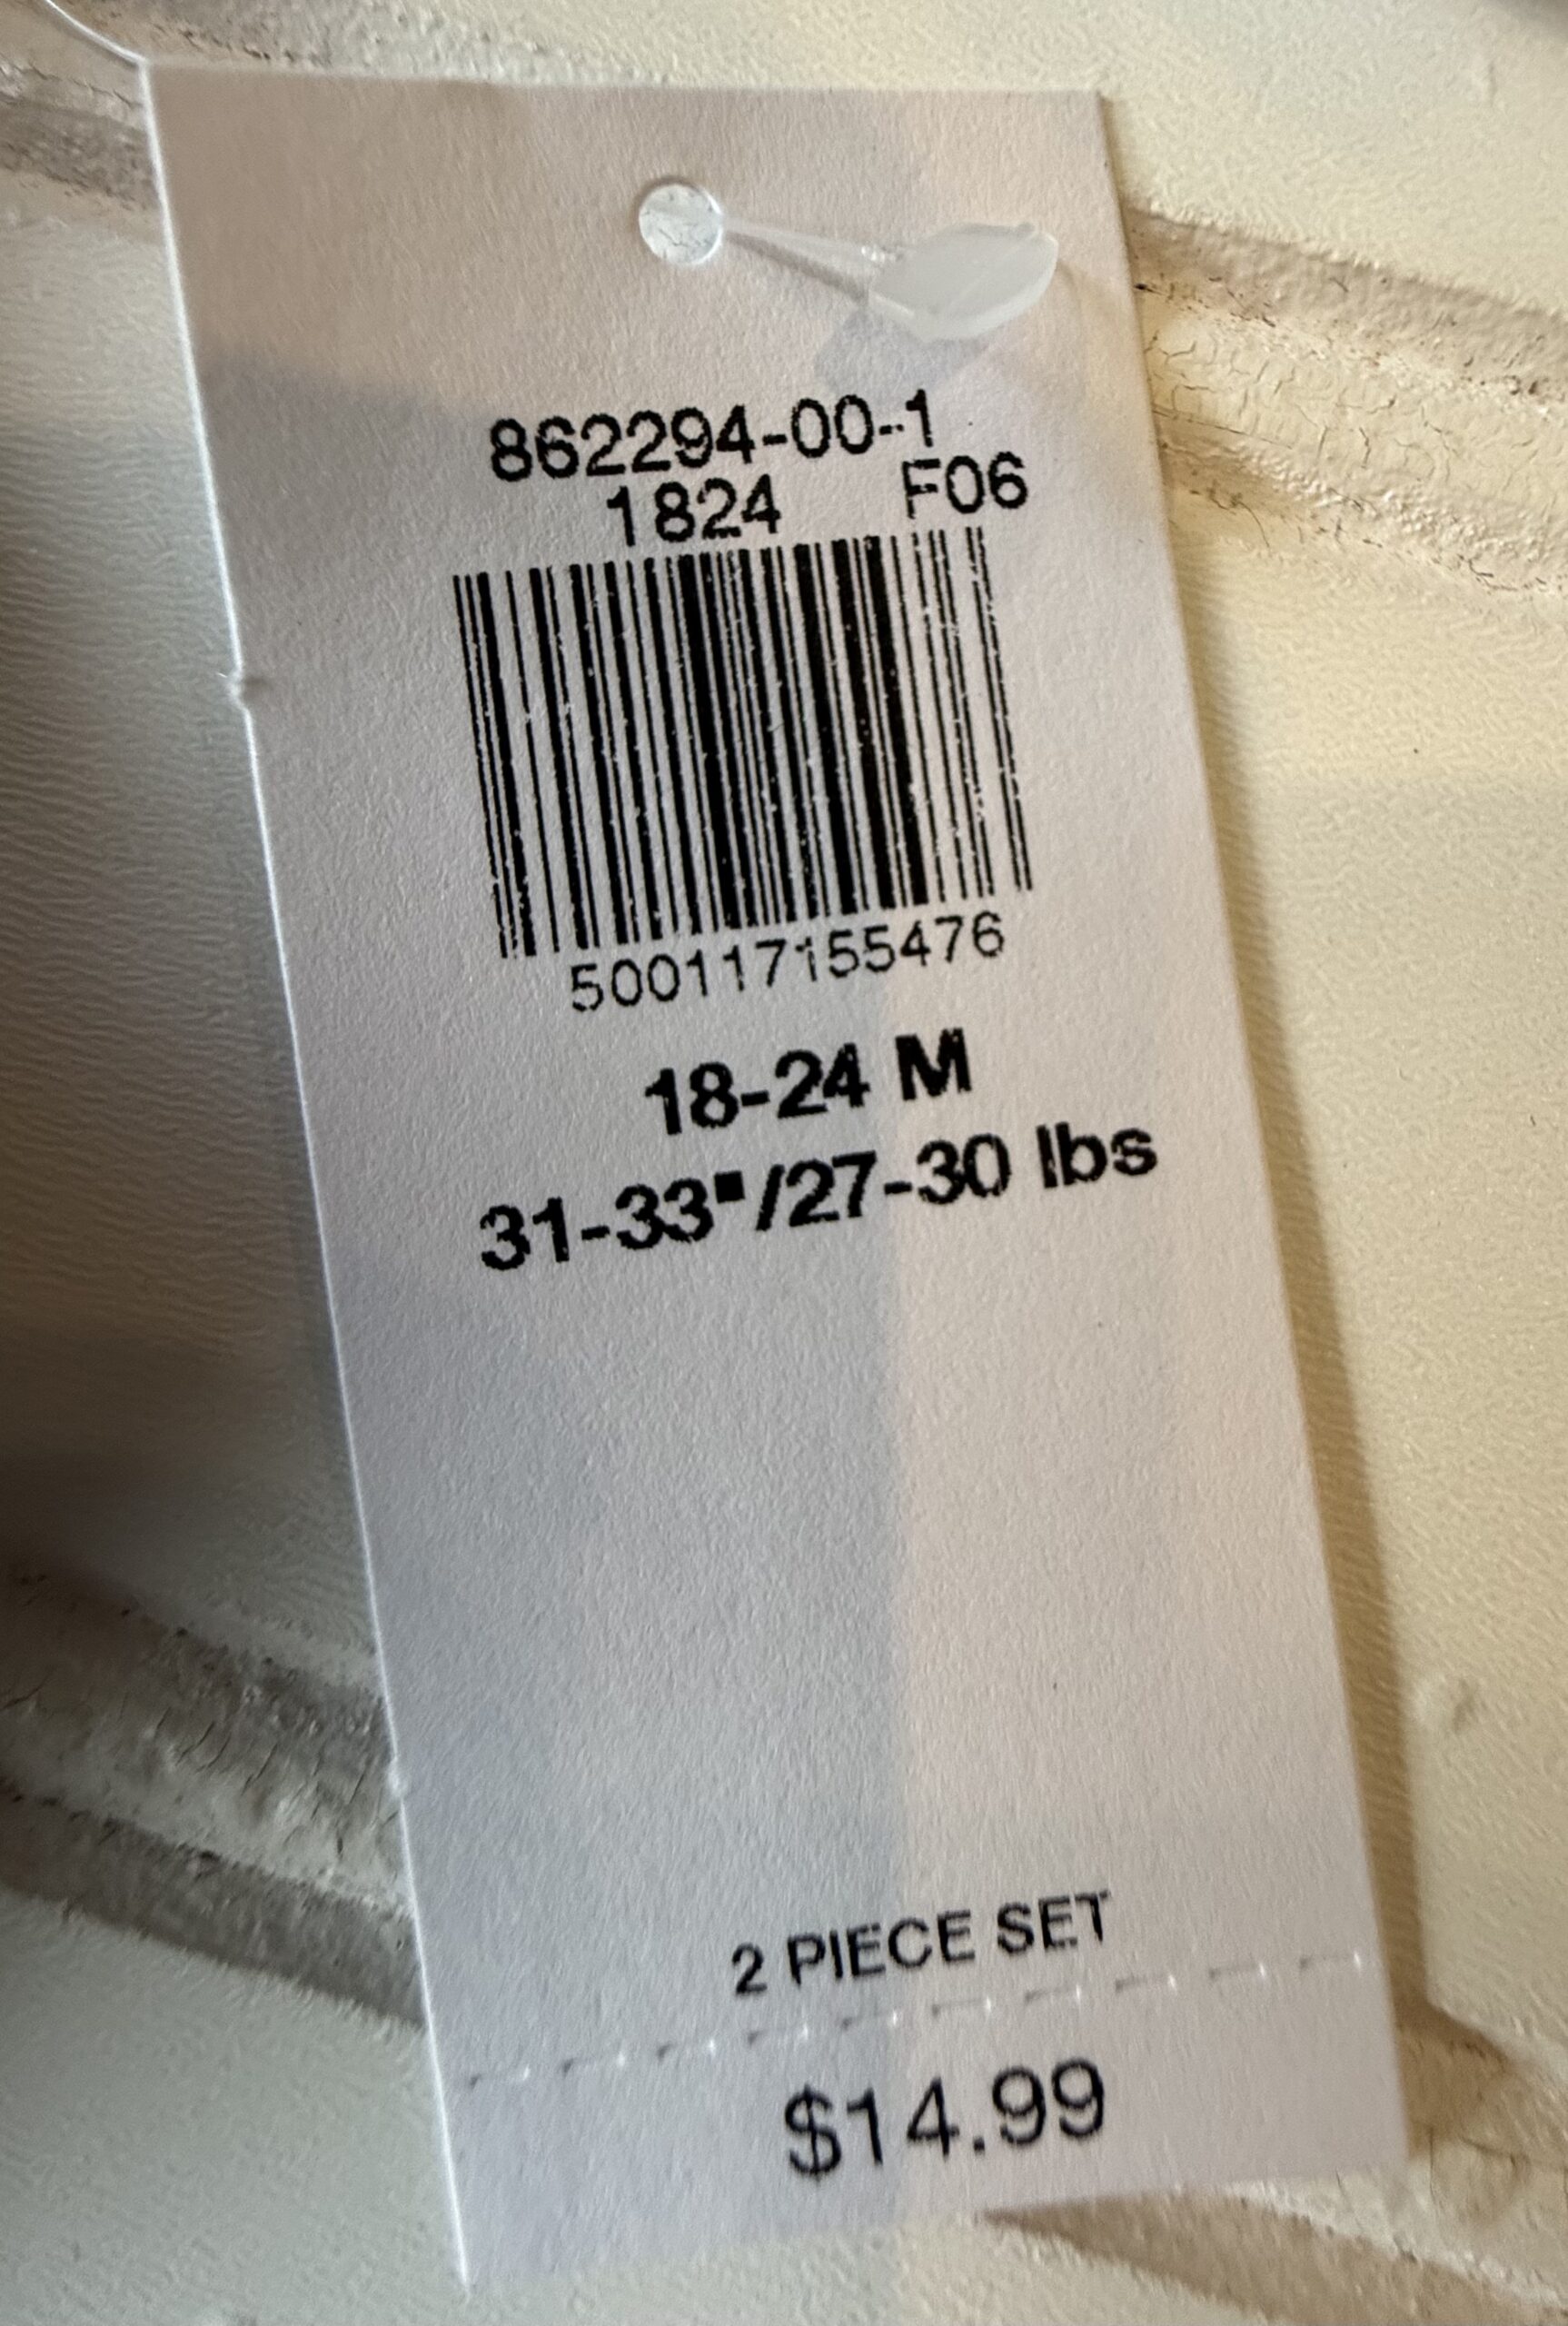 862294-00-1
1824 F06
500117155476
18-24 M
31-33"/27-30 lbs
2 PIECE SET
$14.99